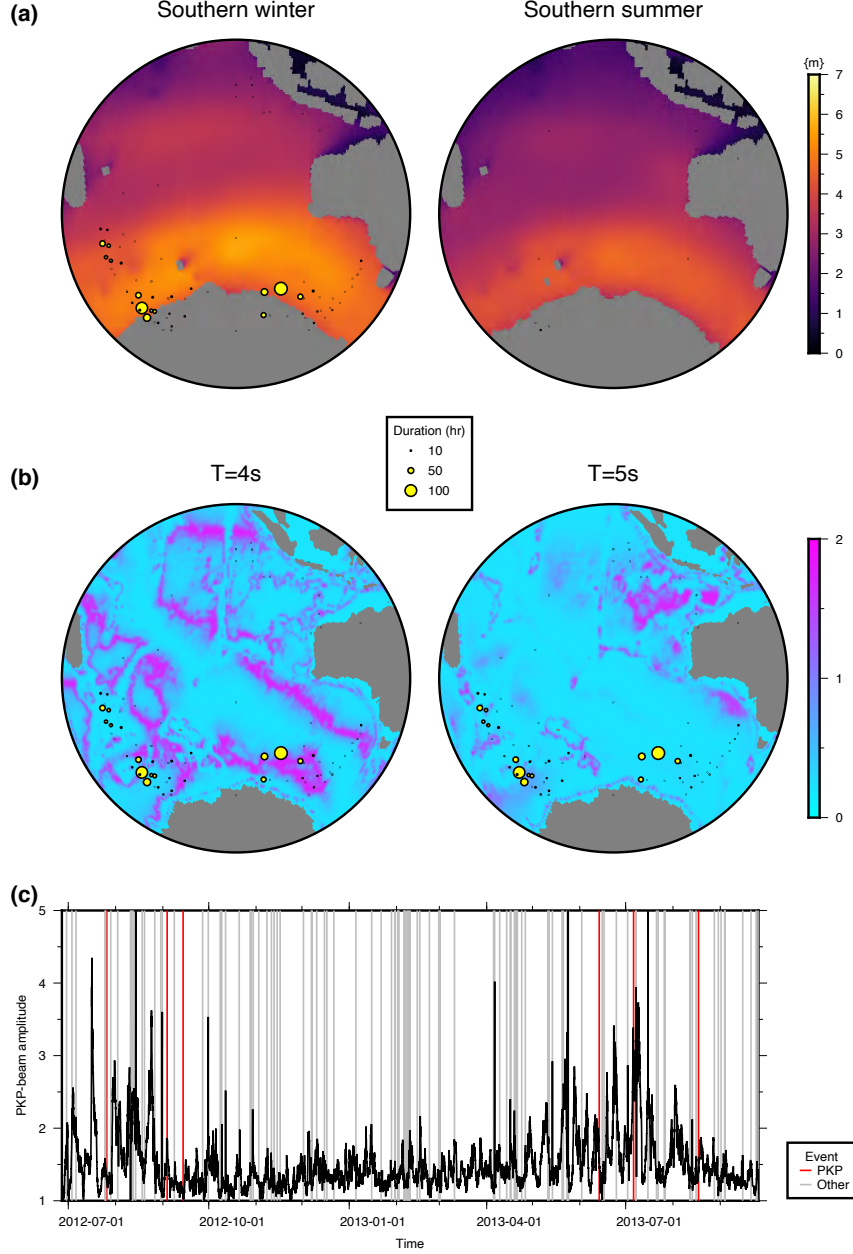 (a)
Southern winter
Southern summer
{m}
7
6
5
4
3
2
1
0
Duration (hr)
10
50
100
(b)
T=4s
T=5s
2
1
0
(c)
5
4
3
2
1
PKP-beam amplitude
2012-07-01
2012-10-01
2013-01-01
2013-04-01
2013-07-01
Time
Event
PKP
Other